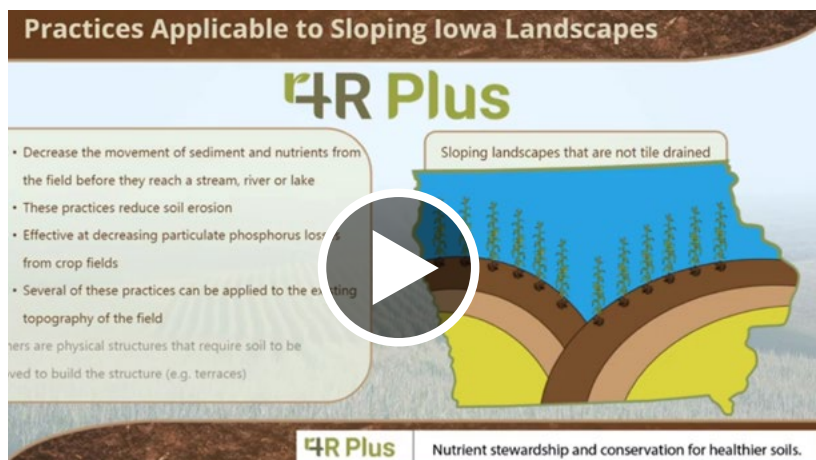 Practices Applicable to Sloping Iowa Landscapes
4R Plus
• Decrease the movement of sediment and nutrients from
the field before they reach a stream, river or lake
• These practices reduce soil erosion
• Effective at decreasing particulate phosphorus
from crop fields
• Several of these practices can be applied to the existing
topography of the field
are physical structures that require soil to be
to build the structure (e.g. terraces)
Sloping landscapes that are not tile drained
4R Plus
Nutrient stewardship and conservation for healthier soils.